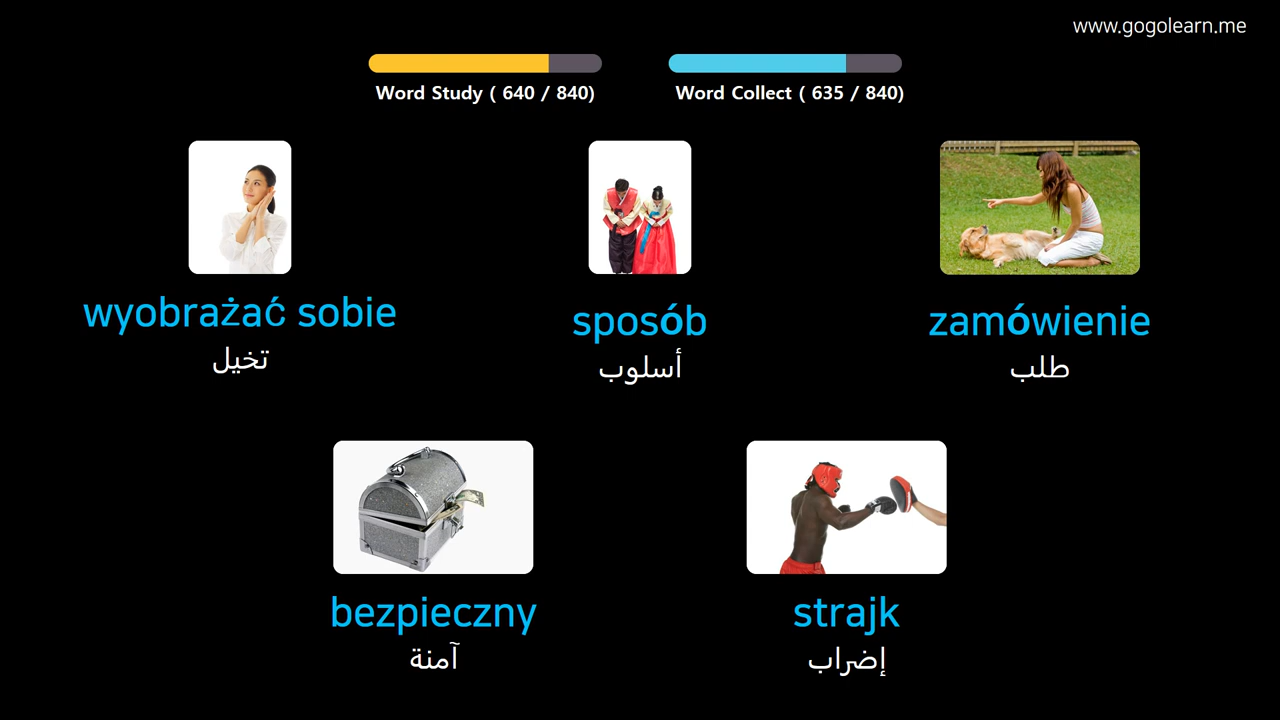 www.gogolearn.me
Word Study ( 640 / 840)
Word Collect ( 635 / 840)
wyobrażać sobie
تخيل
sposób
أسلوب
zamówienie
طلب
bezpieczny
آمنة
strajk
إضراب